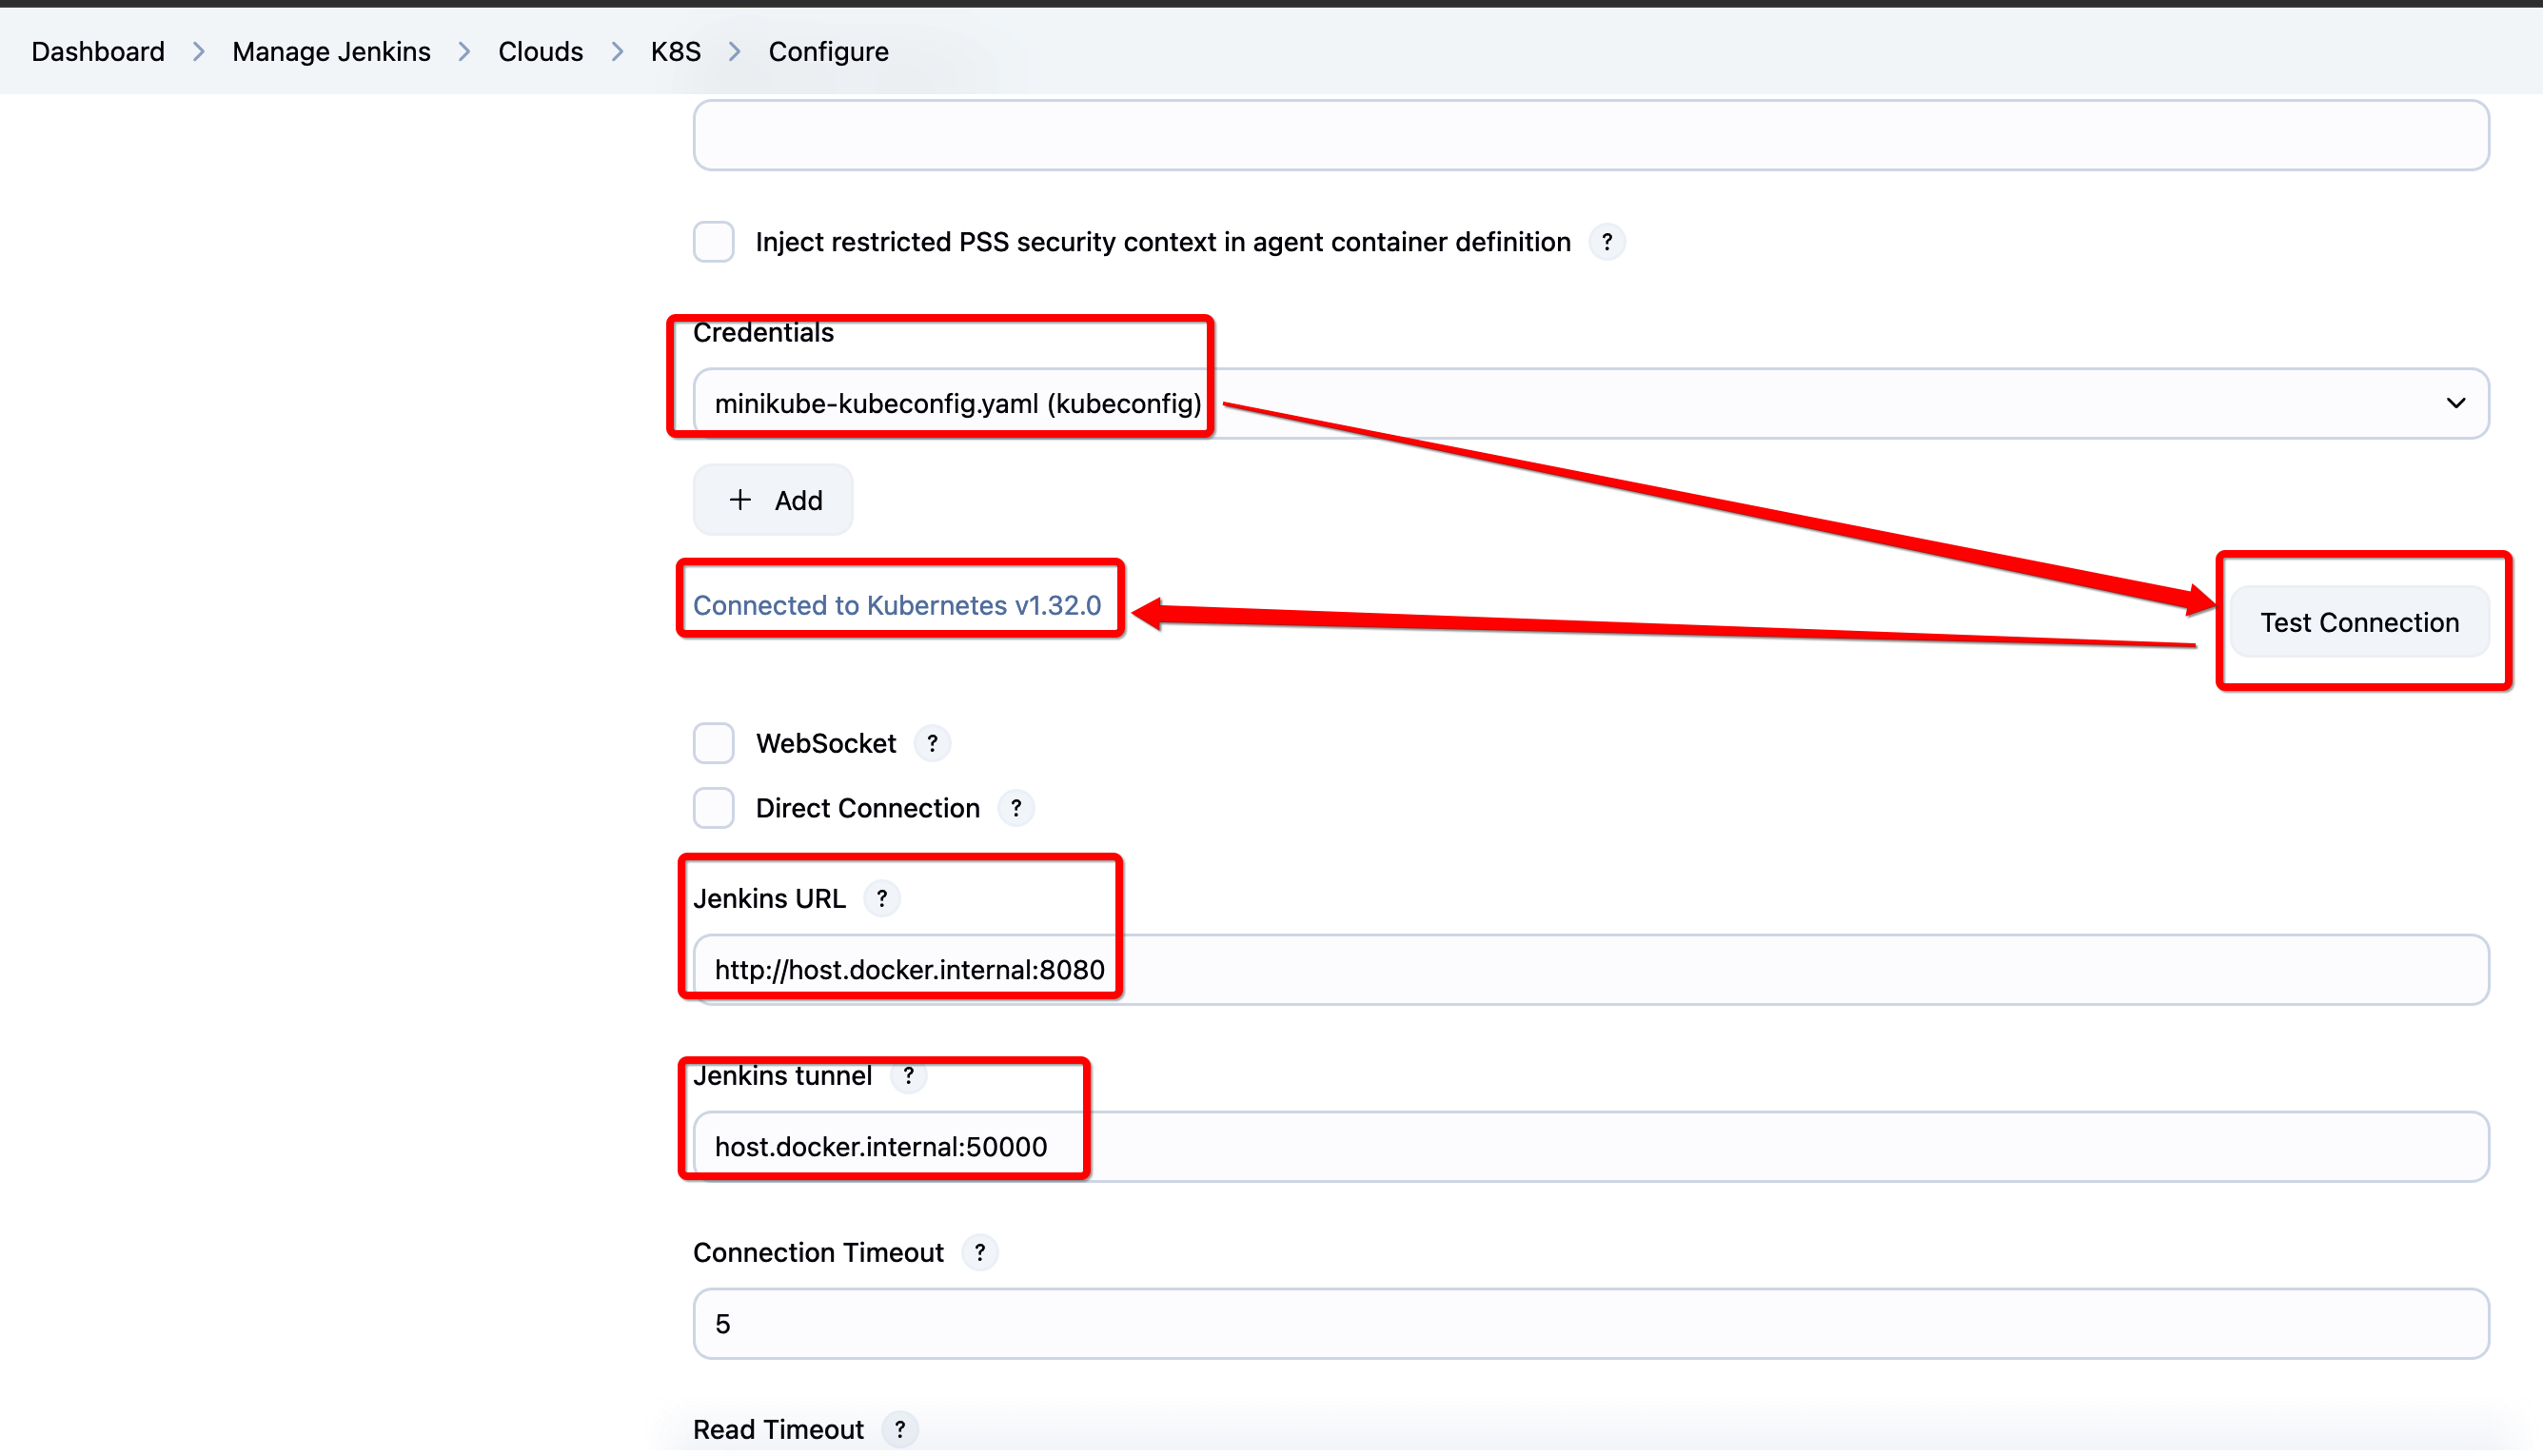 Dashboard > Manage Jenkins > Clouds > K8S > Configure
Inject restricted PSS security context in agent container definition ?
Credentials
minikube-kubeconfig.yaml (kubeconfig)
+ Add
Connected to Kubernetes v1.32.0
Test Connection
WebSocket ?
Direct Connection ?
Jenkins URL ?
http://host.docker.internal:8080
Jenkins tunnel ?
host.docker.internal:50000
Connection Timeout ?
5
Read Timeout ?